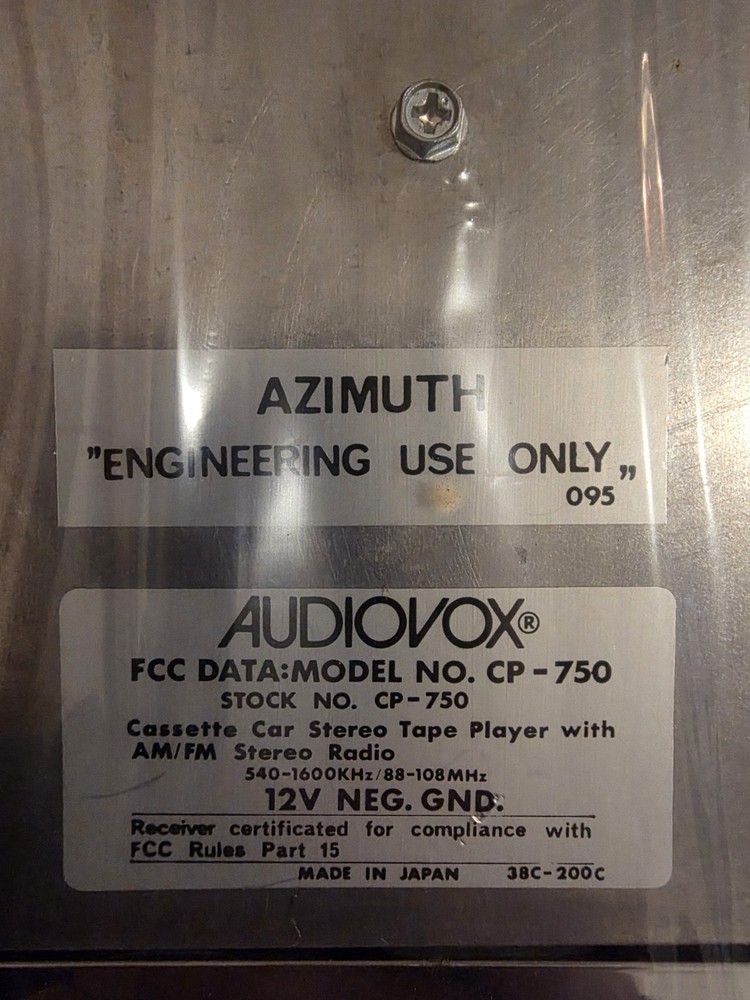 AZIMUTH
"ENGINEERING USE ONLY„
095
AUDIOVOX®
FCC DATA:MODEL NO. CP-750
STOCK NO. CP-750
Cassette Car Stereo Tape Player with
AM/FM Stereo Radio
540-1600KHz/88-108MHz
12V NEG. GND.
Receiver certificated for compliance with
FCC Rules Part 15
MADE IN JAPAN 38C-200C